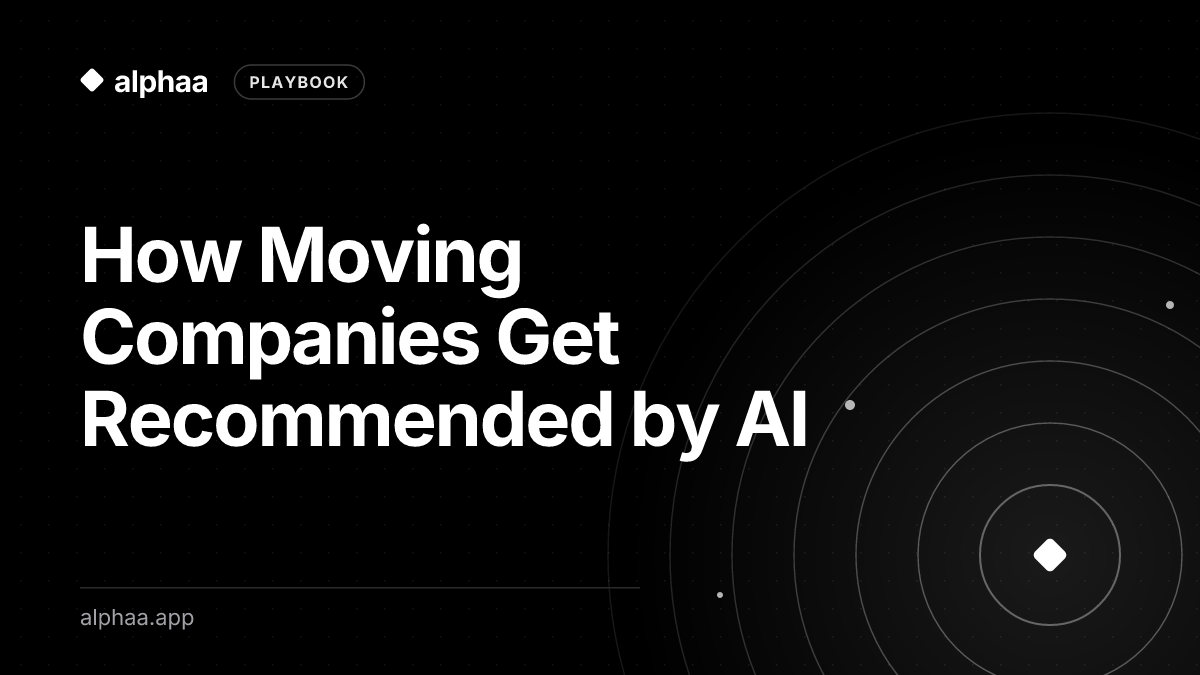 alphaa
PLAYBOOK
How Moving
Companies Get
Recommended by AI
alphaa.app